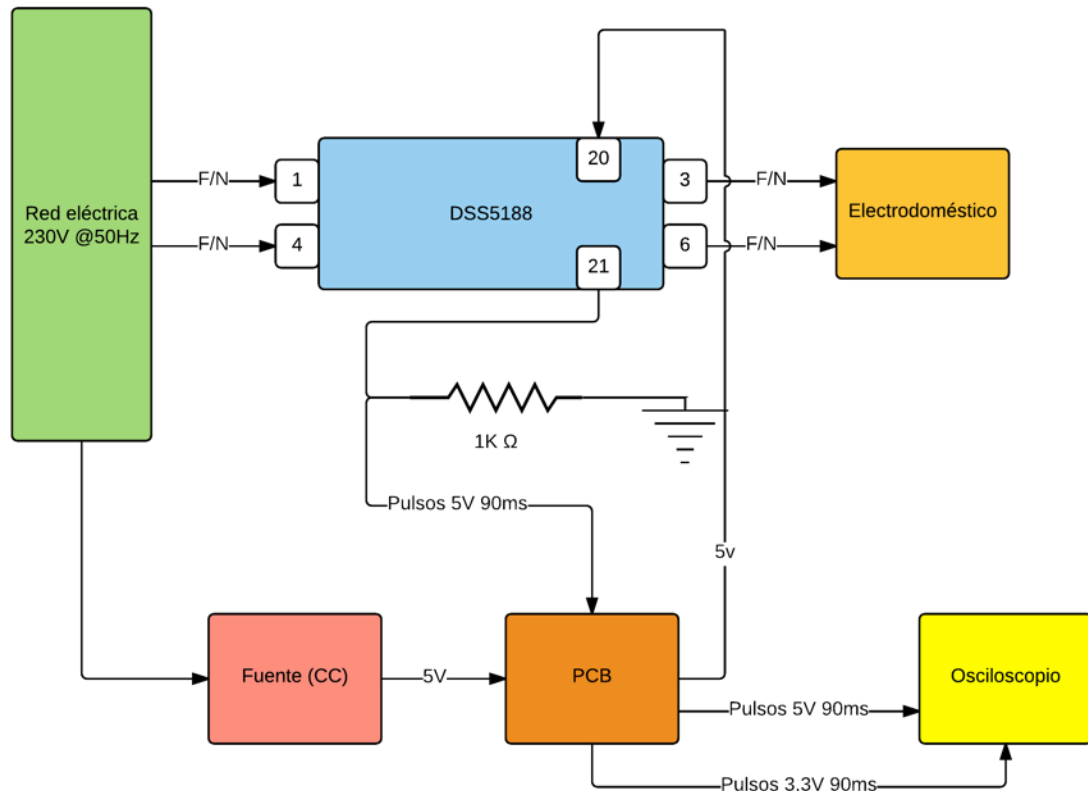 Red eléctrica
230V @50Hz
F/N
F/N
1
4
20
DSS5188
21
3
6
F/N
F/N
Electrodoméstico
1K Ω
Pulsos 5V 90ms
5v
Fuente (CC)
5V
PCB
Pulsos 5V 90ms
Osciloscopio
Pulsos 3.3V 90ms